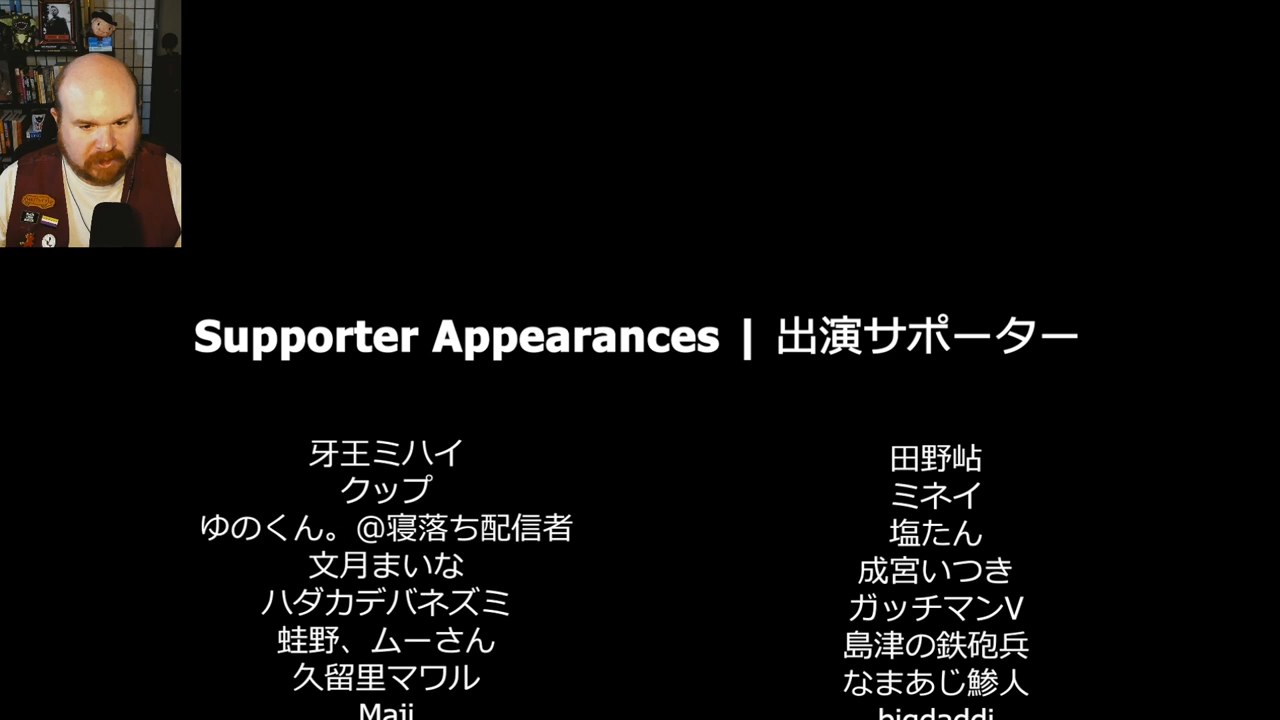 Supporter Appearances | 出演サポーター
牙王ミハイ
クップ
ゆのくん。@寝落ち配信者
文月まいな
ハダカデバネズミ
蛙野、ムーさん
久留里マワル
Maji
田野岾
ミネイ
塩たん
成宮いつき
ガッチマンV
島津の鉄砲兵
なまあじ鯵人
bigdaddi